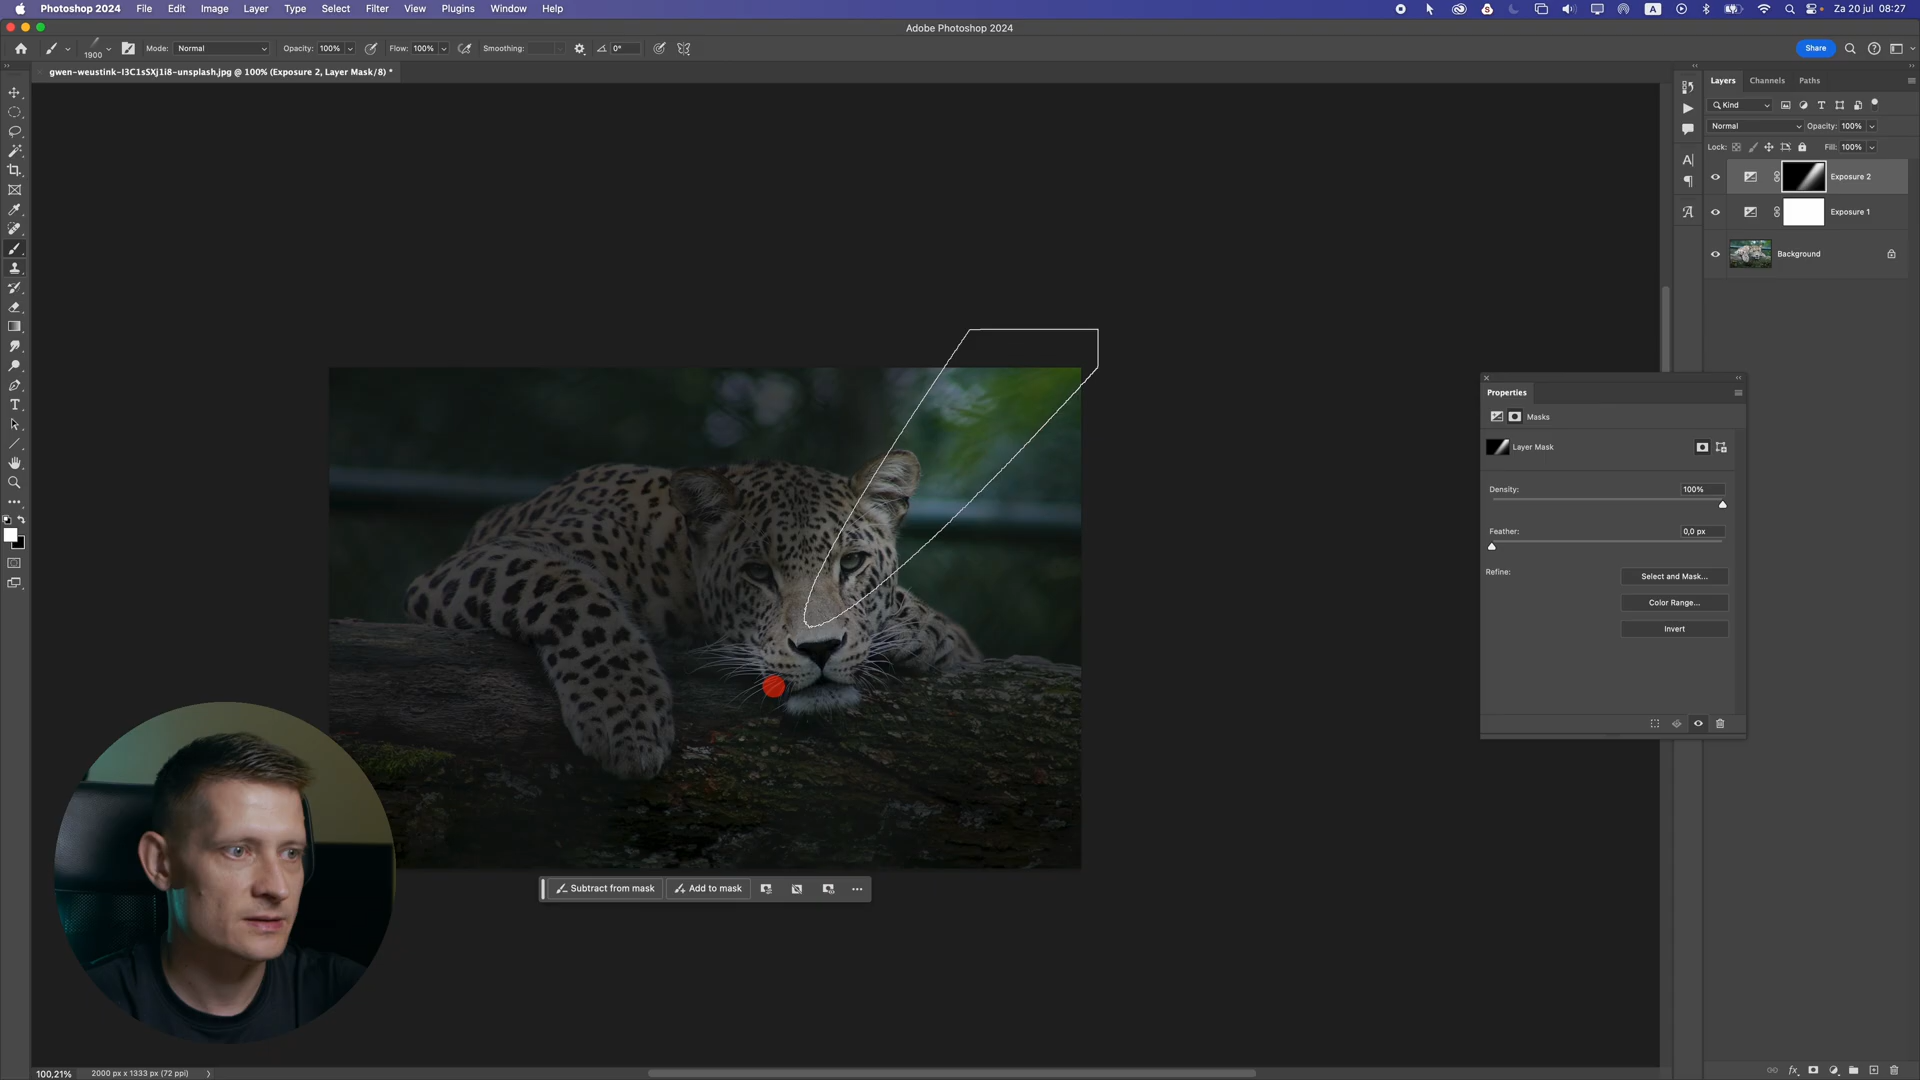 Photoshop 2024 File Edit Image Layer Type Select Filter View Plugins Window Help A Za 20 jul 08:27
Adobe Photoshop 2024
1900 Mode: Normal Opacity: 100% Flow: 100% Smoothing: 0° Share
gwen-weustink-I3C1sSXj1i8-unsplash.jpg @ 100% (Exposure 2, Layer Mask/8) *
Layers Channels Paths
Kind
Normal Opacity: 100%
Lock: Fill: 100%
Exposure 2
Exposure 1
Background
Properties
Masks
Layer Mask
Density: 100%
Feather: 0,0 px
Refine: Select and Mask...
Color Range...
Invert
Subtract from mask Add to mask
100,21% 2000 px x 1333 px (72 ppi)